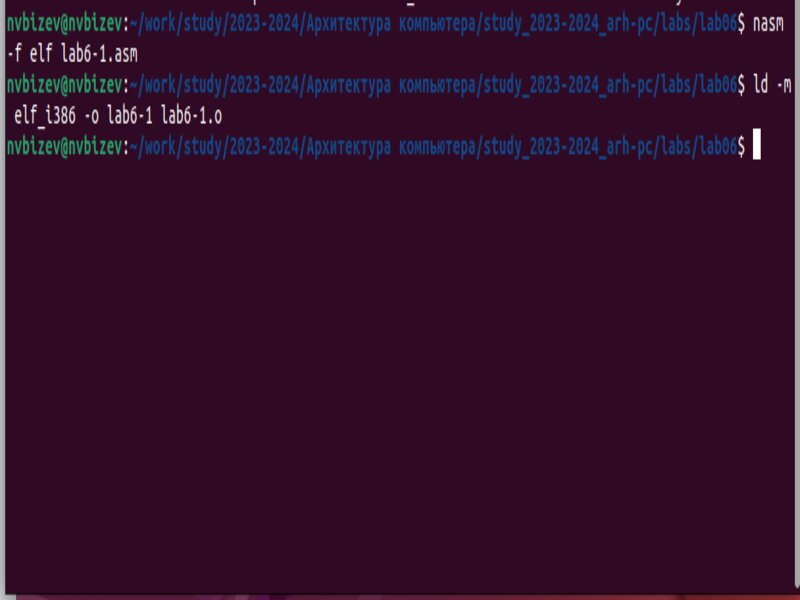 nvbizev@nvbizev:~/work/study/2023-2024/Архитектура компьютера/study_2023-2024_arh-pc/labs/lab06$ nasm
-f elf lab6-1.asm
nvbizev@nvbizev:~/work/study/2023-2024/Архитектура компьютера/study_2023-2024_arh-pc/labs/lab06$ ld -m
elf_i386 -o lab6-1 lab6-1.o
nvbizev@nvbizev:~/work/study/2023-2024/Архитектура компьютера/study_2023-2024_arh-pc/labs/lab06$